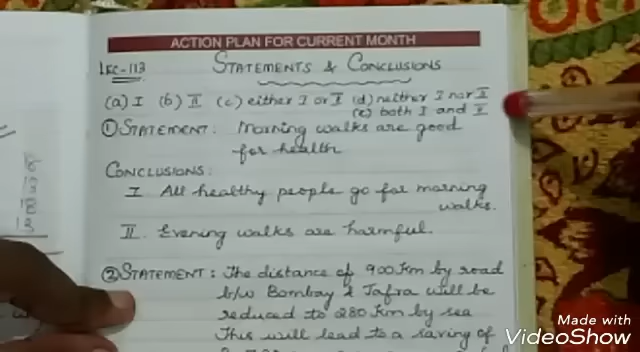 ACTION PLAN FOR CURRENT MONTH
LEC-113
STATEMENTS & CONCLUSIONS
(a) I (b) II (c) either I or II (d) neither I nor II
(e) both I and II
① STATEMENT: Morning walks are good
for health
CONCLUSIONS:
I All healthy people go for morning
walks.
II Evening walks are harmful.
② STATEMENT: The distance of 900 Km by road
b/w Bombay & Jafra will be
reduced to 280 Km by sea
This will lead to a saving of
18
13
Made with
VideoShow